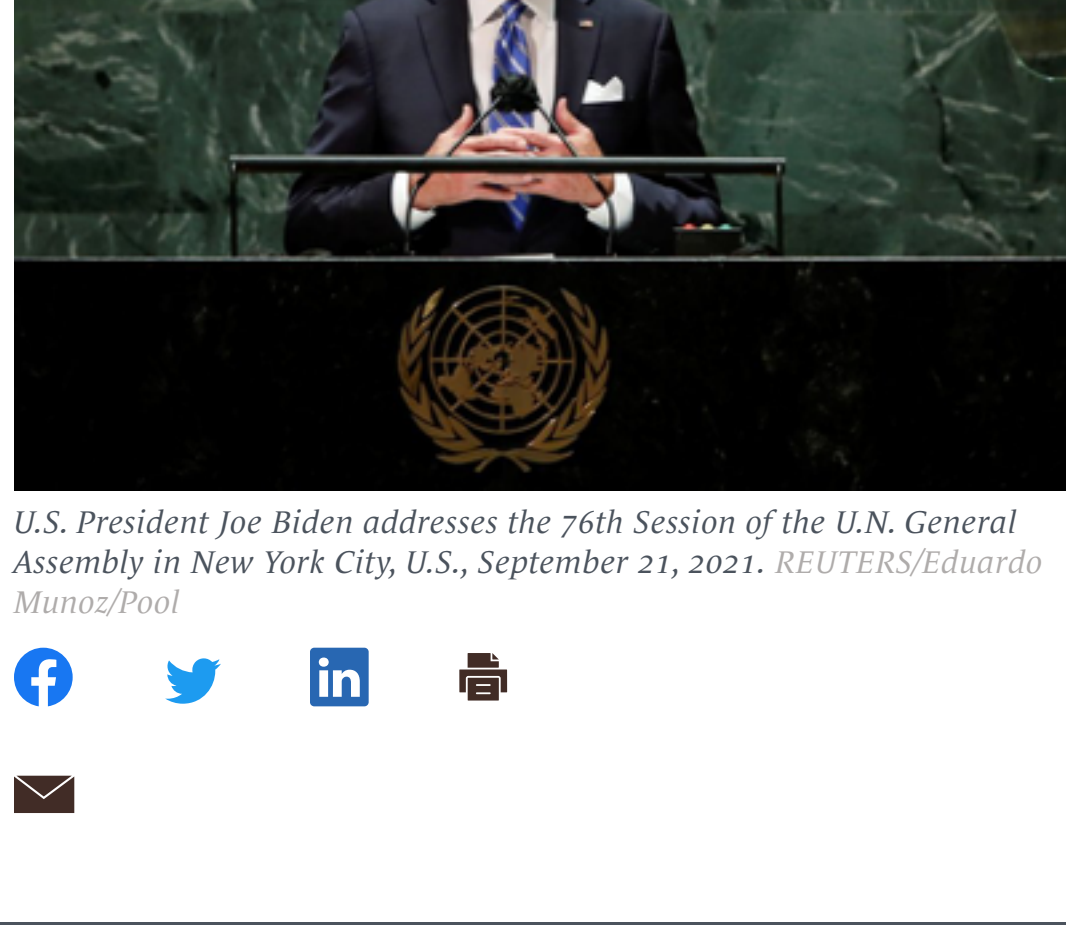 U.S. President Joe Biden addresses the 76th Session of the U.N. General
Assembly in New York City, U.S., September 21, 2021. REUTERS/Eduardo
Munoz/Pool
in